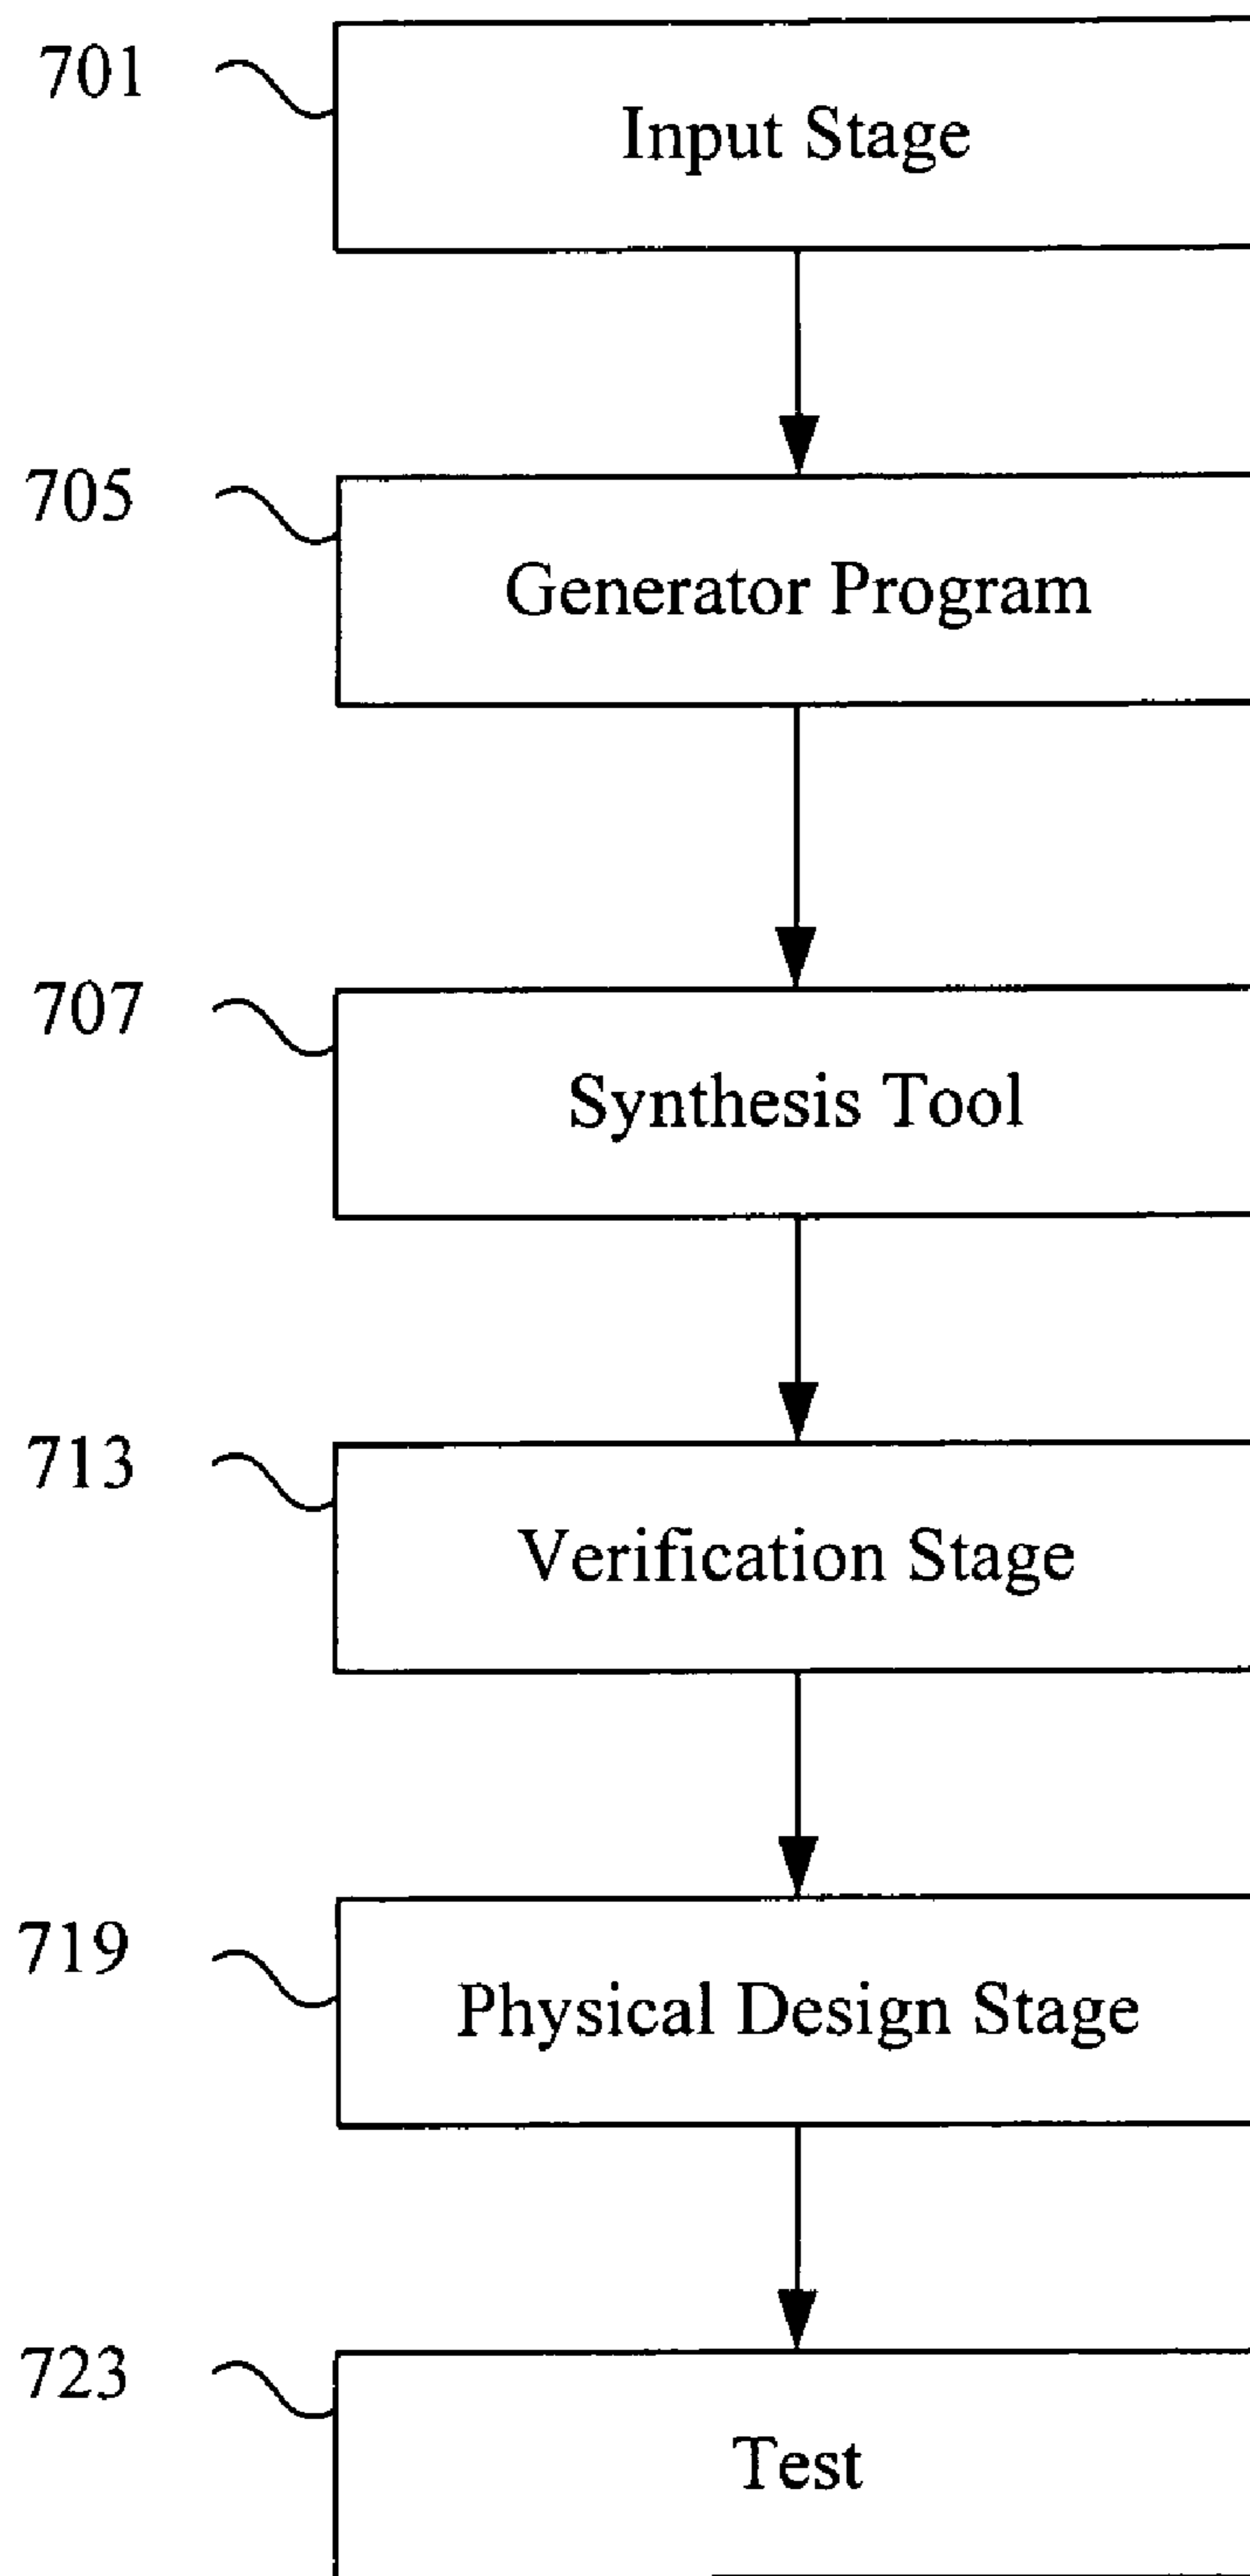 701
Input Stage
705
Generator Program
707
Synthesis Tool
713
Verification Stage
719
Physical Design Stage
723
Test